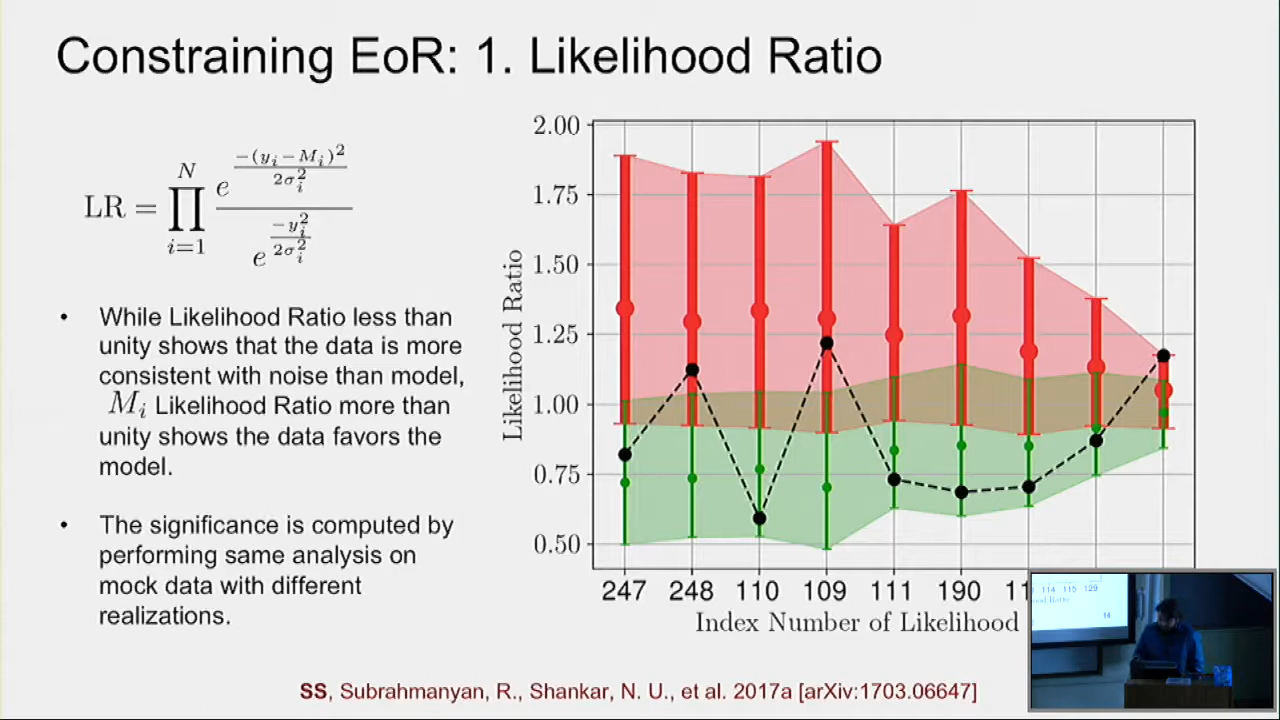 Constraining EoR: 1. Likelihood Ratio
LR = ∏_{i=1}^{N} e^{-(y_i-M_i)^2/2σ_i^2} / e^{-y_i^2/2σ_i^2}
• While Likelihood Ratio less than
unity shows that the data is more
consistent with noise than model,
M_i Likelihood Ratio more than
unity shows the data favors the
model.
• The significance is computed by
performing same analysis on
mock data with different
realizations.
Likelihood Ratio
2.00
1.75
1.50
1.25
1.00
0.75
0.50
247 248 110 109 111 190
Index Number of Likelihood
114 115 129
14
SS, Subrahmanyan, R., Shankar, N. U., et al. 2017a [arXiv:1703.06647]